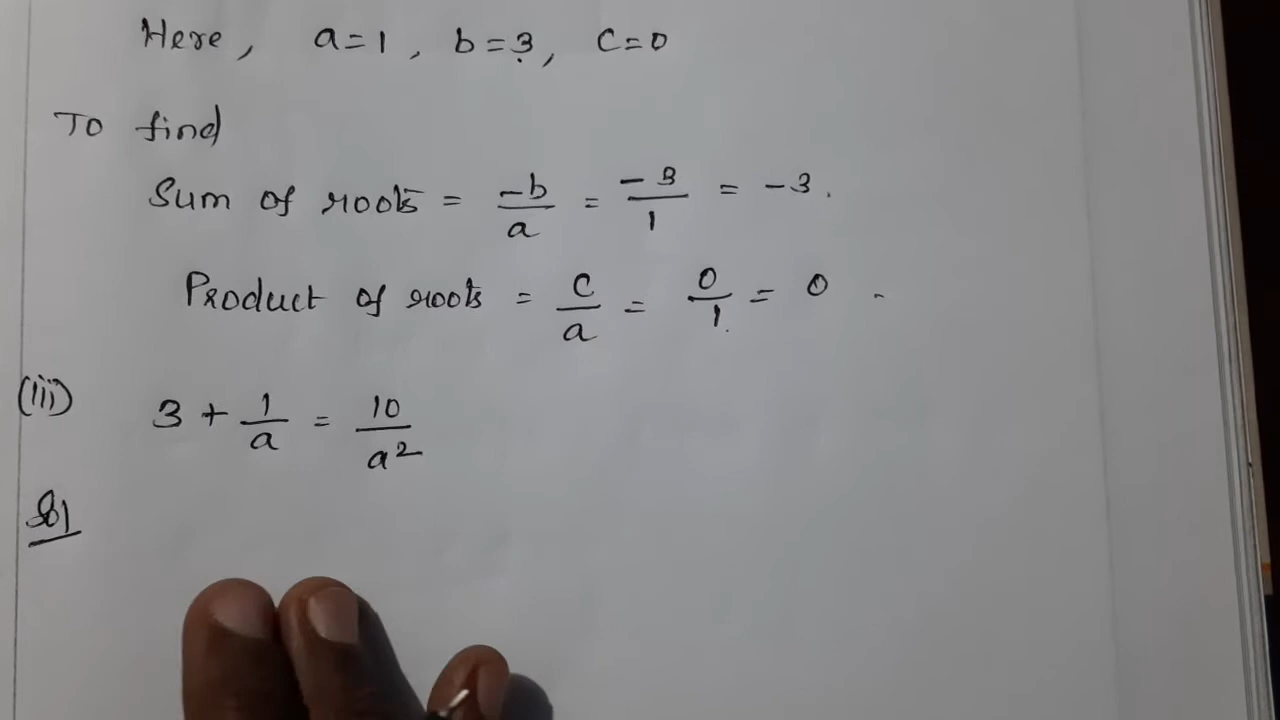 Here, a=1, b=3, c=0
To find
Sum of roots = -b/a = -3/1 = -3.
Product of roots = c/a = 0/1 = 0.
(iii) 3 + 1/a = 10/a²
Sol